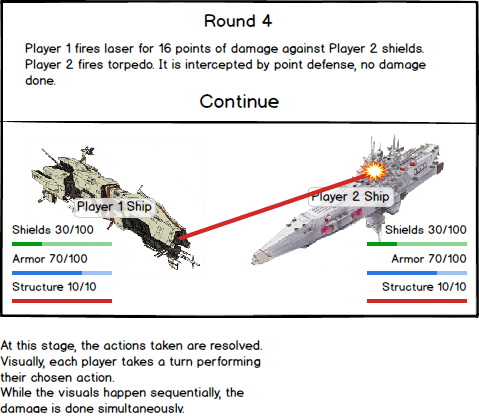 Round 4
Player 1 fires laser for 16 points of damage against Player 2 shields.
Player 2 fires torpedo. It is intercepted by point defense, no damage
done.
Continue
Player 1 Ship
Player 2 Ship
Shields 30/100
Armor 70/100
Structure 10/10
Shields 30/100
Armor 70/100
Structure 10/10
At this stage, the actions taken are resolved.
Visually, each player takes a turn performing
their chosen action.
While the visuals happen sequentially, the
damage is done simultaneously.